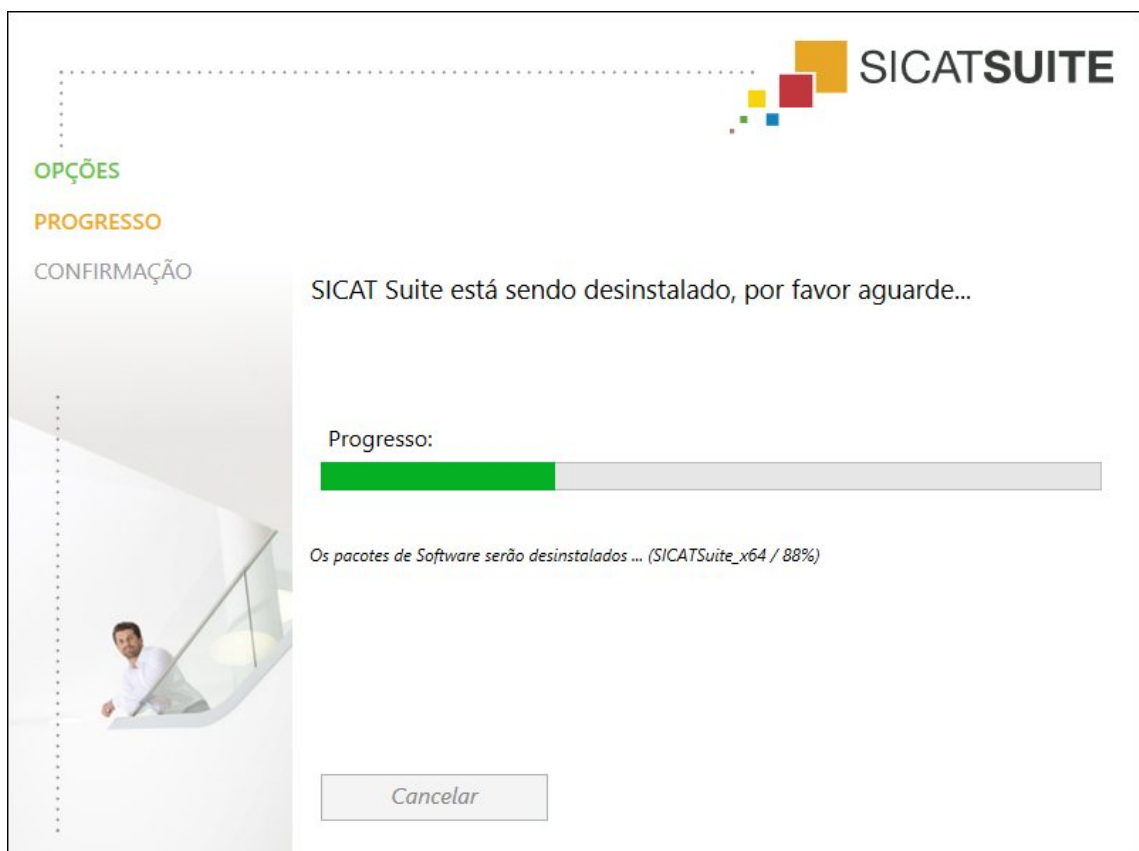 SICATSUITE
OPÇÕES
PROGRESSO
CONFIRMAÇÃO
SICAT Suite está sendo desinstalado, por favor aguarde...
Progresso:
Os pacotes de Software serão desinstalados ... (SICATSuite_x64 / 88%)
Cancelar